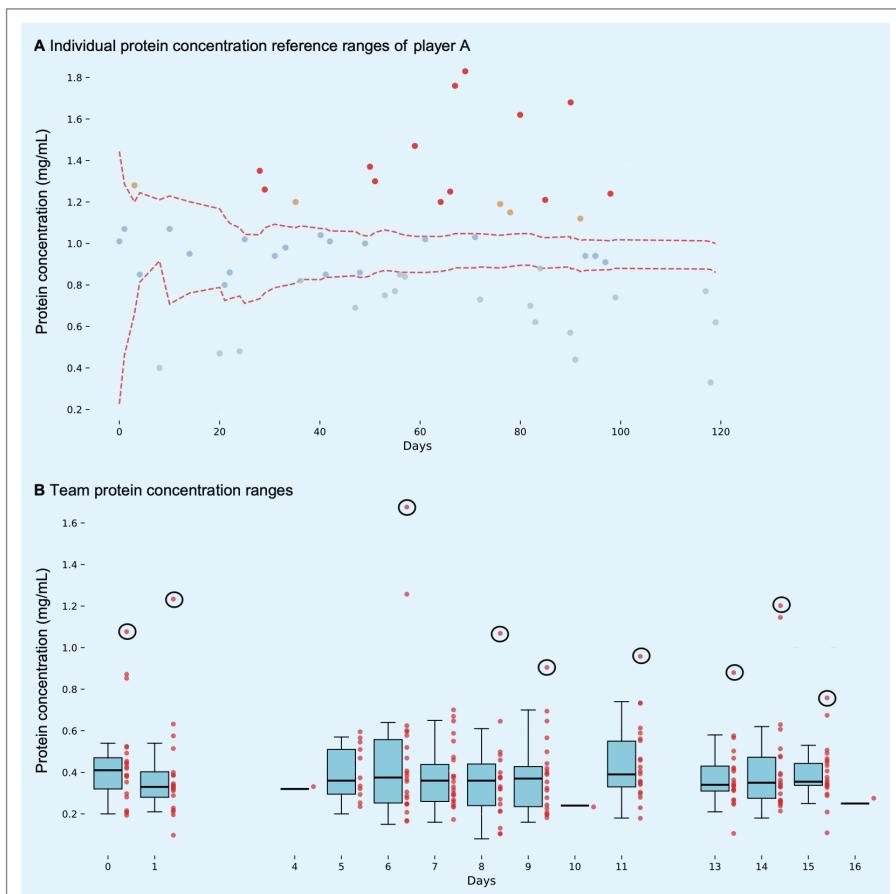 A Individual protein concentration reference ranges of player A
Protein concentration (mg/mL)
1.8
1.6
1.4
1.2
1.0
0.8
0.6
0.4
0.2
0 20 40 60 80 100 120
Days
B Team protein concentration ranges
Protein concentration (mg/mL)
1.6
1.4
1.2
1.0
0.8
0.6
0.4
0.2
0 1 4 5 6 7 8 9 10 11 13 14 15 16
Days